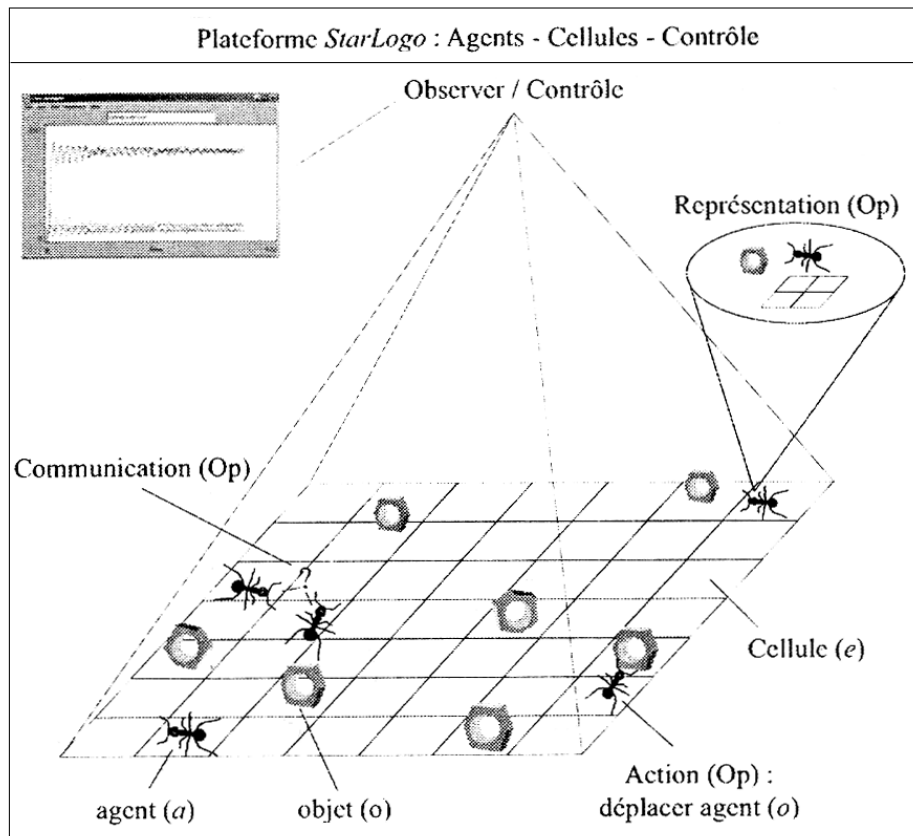 Plateforme StarLogo : Agents - Cellules - Contrôle
Observer / Contrôle
Représentation (Op)
Communication (Op)
Cellule (e)
agent (a)
objet (o)
Action (Op) :
déplacer agent (o)